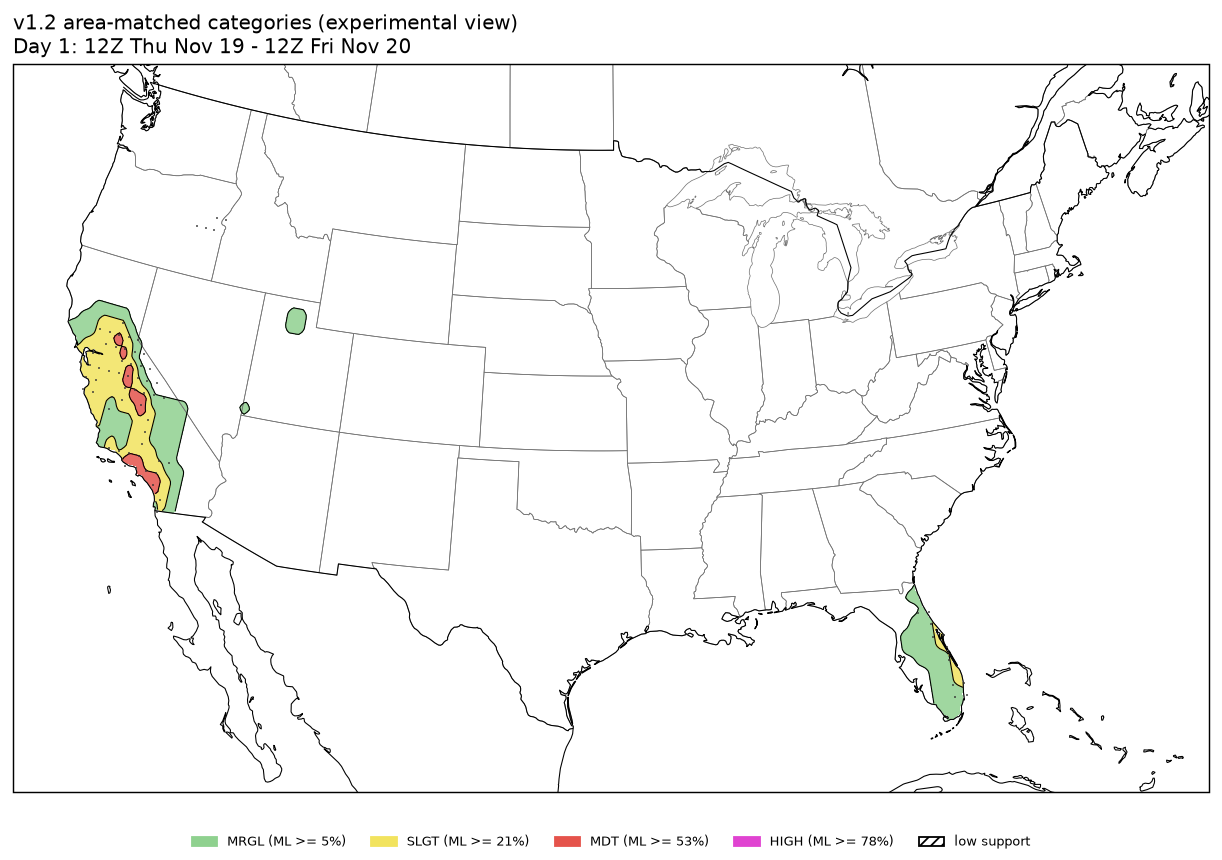 v1.2 area-matched categories (experimental view)
Day 1: 12Z Thu Nov 19 - 12Z Fri Nov 20
MRGL (ML >= 5%)
SLGT (ML >= 21%)
MDT (ML >= 53%)
HIGH (ML >= 78%)
low support